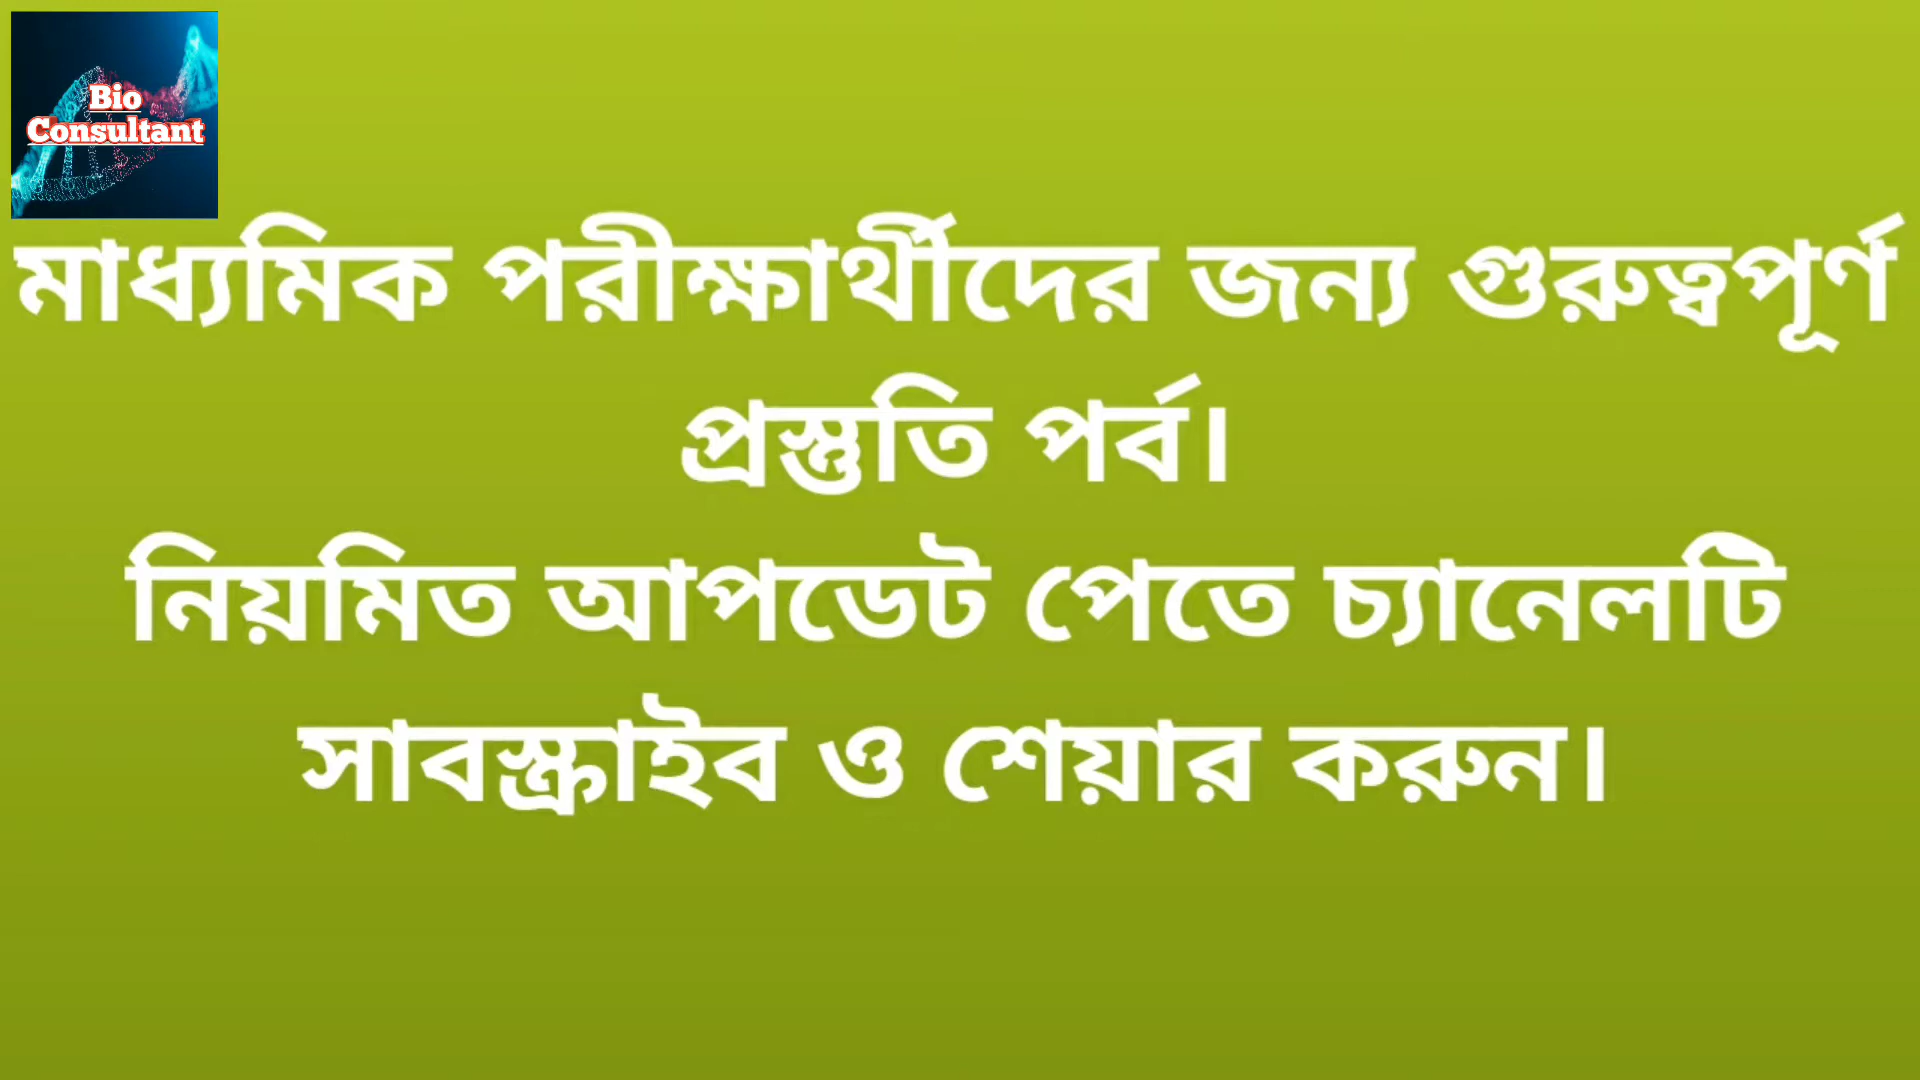 Bio
Consultant
মাধ্যমিক পরীক্ষার্থীদের জন্য গুরুত্বপূর্ণ
প্রস্তুতি পর্ব।
নিয়মিত আপডেট পেতে চ্যানেলটি
সাবস্ক্রাইব ও শেয়ার করুন।